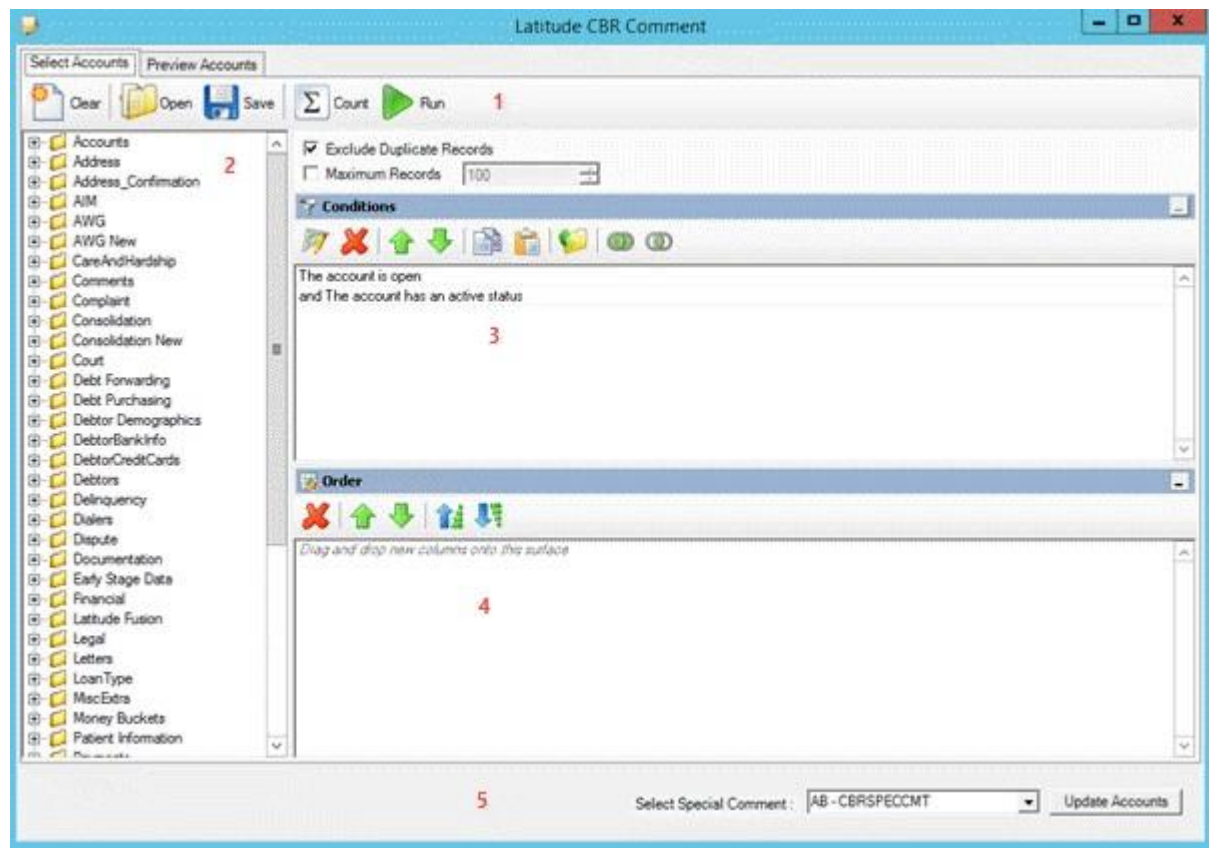 Latitude CBR Comment
Select Accounts Preview Accounts
Clear Open Save Σ Count Run 1
Accounts
Address
Address_Confirmation
AIM
AWG
AWG New
CareAndHardship
Comments
Complaint
Consolidation
Consolidation New
Court
Debt Forwarding
Debt Purchasing
Debtor Demographics
DebtorBankInfo
DebtorCreditCards
Debtors
Delinquency
Dialers
Dispute
Documentation
Early Stage Data
Financial
Latitude Fusion
Legal
Letters
LoanType
MiscExtra
Money Buckets
Patient Information
2
Exclude Duplicate Records
Maximum Records 100
Conditions
The account is open
and The account has an active status
3
Order
Drag and drop new columns onto this surface
4
5
Select Special Comment : AB - CBRSPECCMT Update Accounts